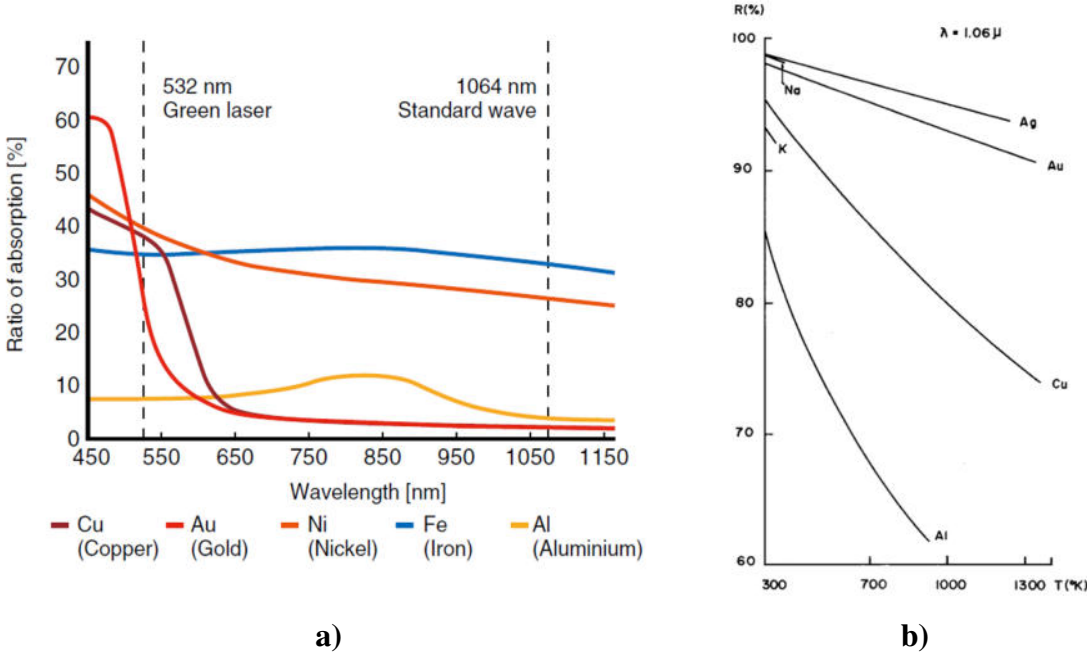 70
60
50
40
30
20
10
0
Ratio of absorption [%]
532 nm
Green laser
1064 nm
Standard wave
450 550 650 750 850 950 1050 1150
Wavelength [nm]
Cu
(Copper)
Au
(Gold)
Ni
(Nickel)
Fe
(Iron)
Al
(Aluminium)
a)
R(%)
λ = 1.06 μ
100
90
80
70
60
Na
K
Ag
Au
Cu
Al
300 700 1000 1300 T(°K)
b)